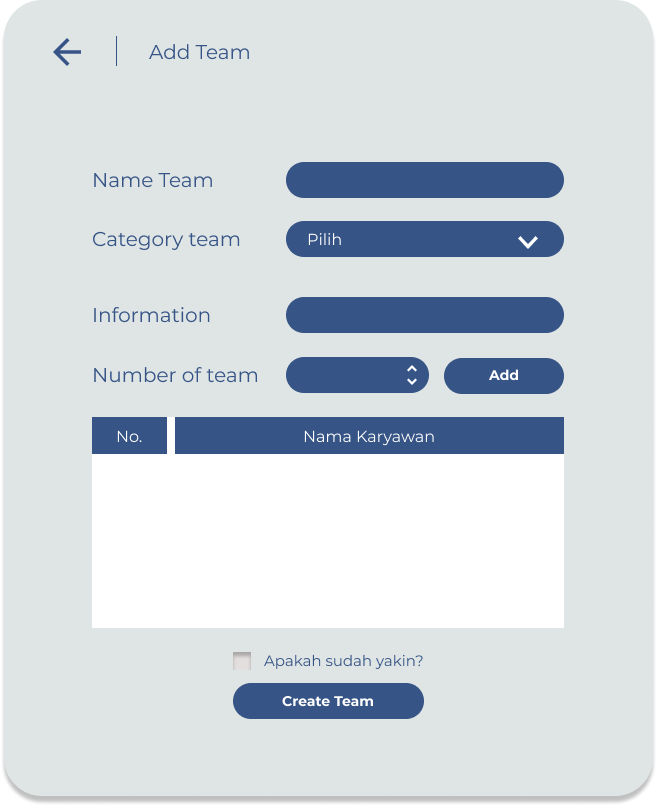 Add Team
Name Team
Category team
Pilih
Information
Number of team
Add
No.
Nama Karyawan
Apakah sudah yakin?
Create Team